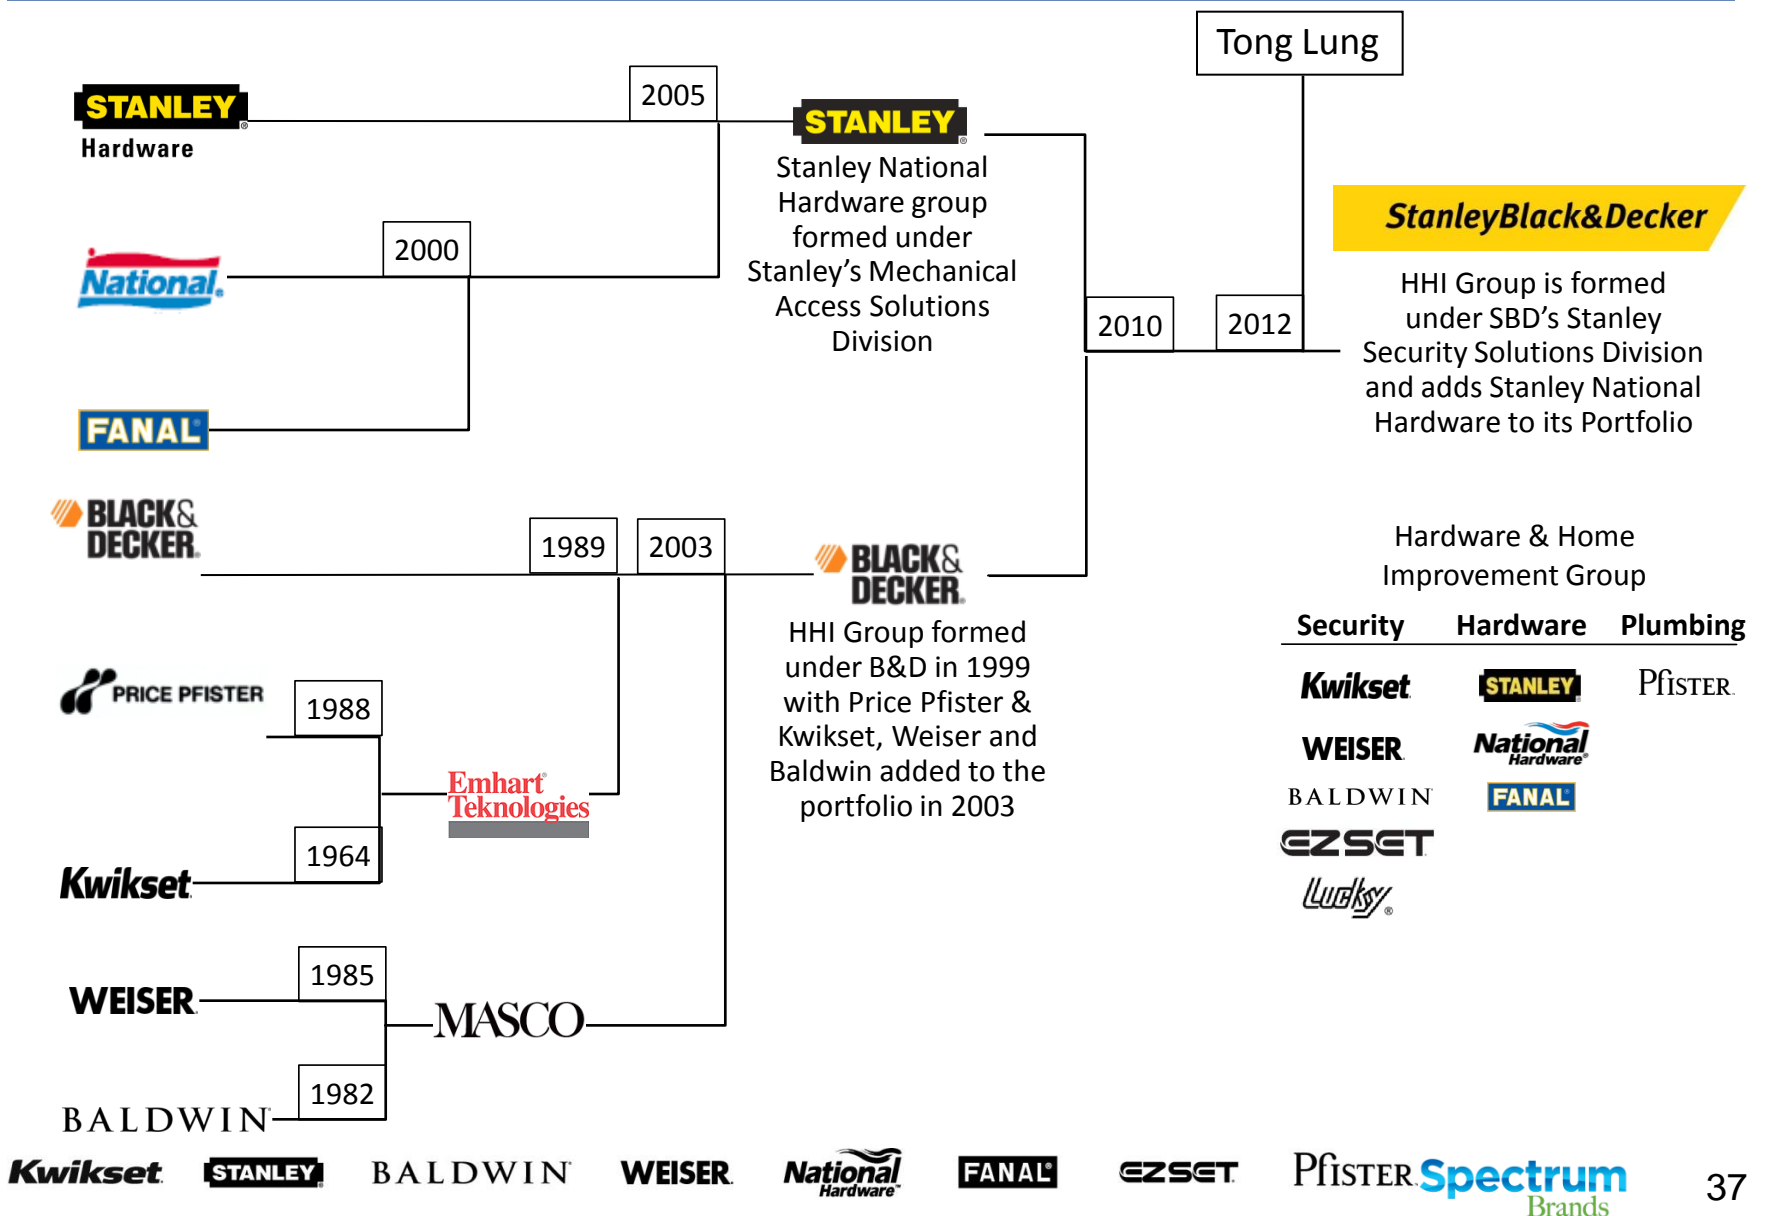 Tong Lung
2005
STANLEY®
Hardware
STANLEY®
Stanley National
Hardware group
formed under
Stanley's Mechanical
Access Solutions
Division
2000
National®
FANAL®
2010
2012
StanleyBlack&Decker
HHI Group is formed
under SBD's Stanley
Security Solutions Division
and adds Stanley National
Hardware to its Portfolio
BLACK&
DECKER®
1989
2003
BLACK&
DECKER®
HHI Group formed
under B&D in 1999
with Price Pfister &
Kwikset, Weiser and
Baldwin added to the
portfolio in 2003
PRICE PFISTER
1988
Emhart®
Teknologies
1964
Kwikset
1985
WEISER
MASCO
1982
BALDWIN
Hardware & Home
Improvement Group
Security Hardware Plumbing
Kwikset STANLEY Pfister
WEISER National
Hardware®
BALDWIN FANAL®
EZSET
Lucky®
Kwikset STANLEY BALDWIN WEISER National
Hardware™
FANAL® EZSET Pfister Spectrum
Brands
37